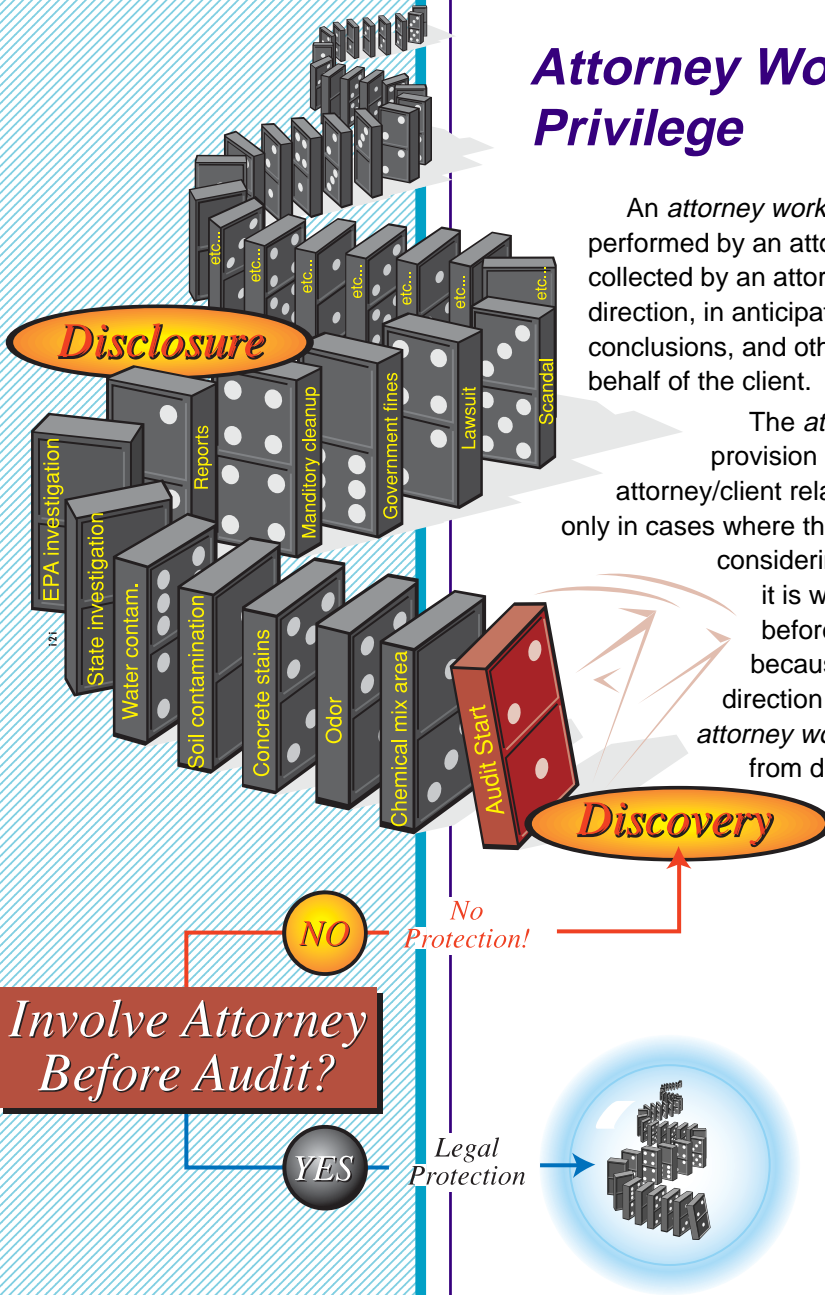 Attorney Wo
Privilege
An attorney work
performed by an atto
collected by an attor
direction, in anticipat
conclusions, and oth
behalf of the client.
The at
provision
attorney/client rela
only in cases where th
considerin
it is w
before
becaus
direction
attorney wo
from d
etc...
etc...
etc...
etc...
etc...
etc...
etc...
Disclosure
EPA investigation
Reports
Manditory cleanup
Government fines
Lawsuit
Scandal
State investigation
Water contam.
Soil contamination
Concrete stains
Odor
Chemical mix area
Audit Start
i2i
Discovery
NO
No
Protection!
Involve Attorney
Before Audit?
YES
Legal
Protection